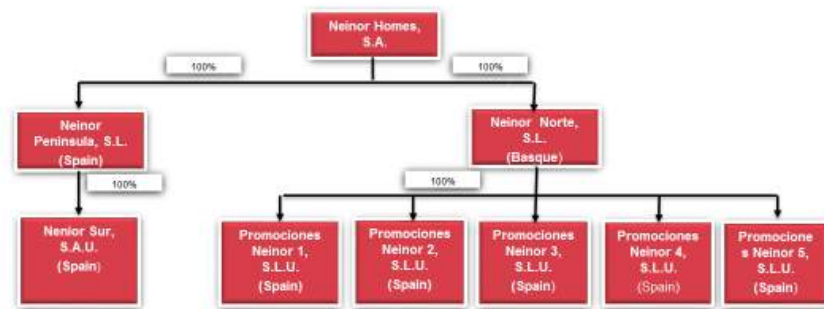 Neinor Homes,
S.A.
100%
100%
Neinor
Peninsula, S.L.
(Spain)
Neinor Norte,
S.L.
(Basque)
100%
100%
Nenior Sur,
S.A.U.
(Spain)
Promociones
Neinor 1,
S.L.U.
(Spain)
Promociones
Neinor 2,
S.L.U.
(Spain)
Promociones
Neinor 3,
S.L.U.
(Spain)
Promociones
Neinor 4,
S.L.U.
(Spain)
Promocione
s Neinor 5,
S.L.U.
(Spain)